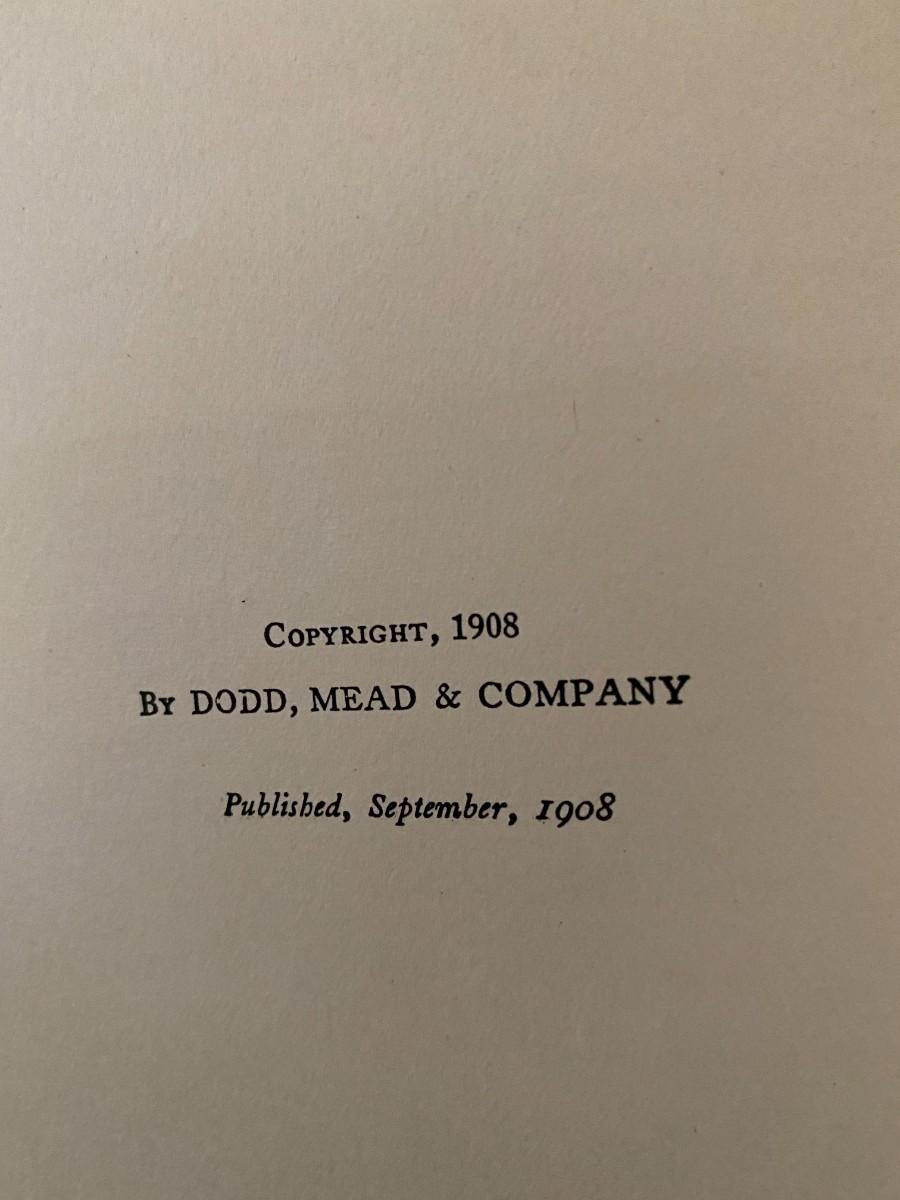 COPYRIGHT, 1908
BY DODD, MEAD & COMPANY
Published, September, 1908